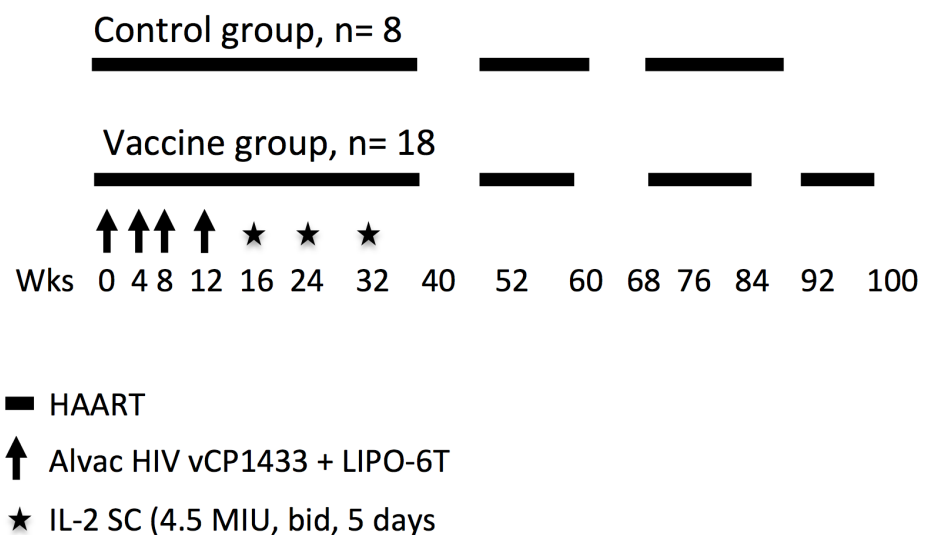 Control group, n= 8
Vaccine group, n= 18
Wks 0 4 8 12 16 24 32 40 52 60 68 76 84 92 100
HAART
Alvac HIV vCP1433 + LIPO-6T
IL-2 SC (4.5 MIU, bid, 5 days